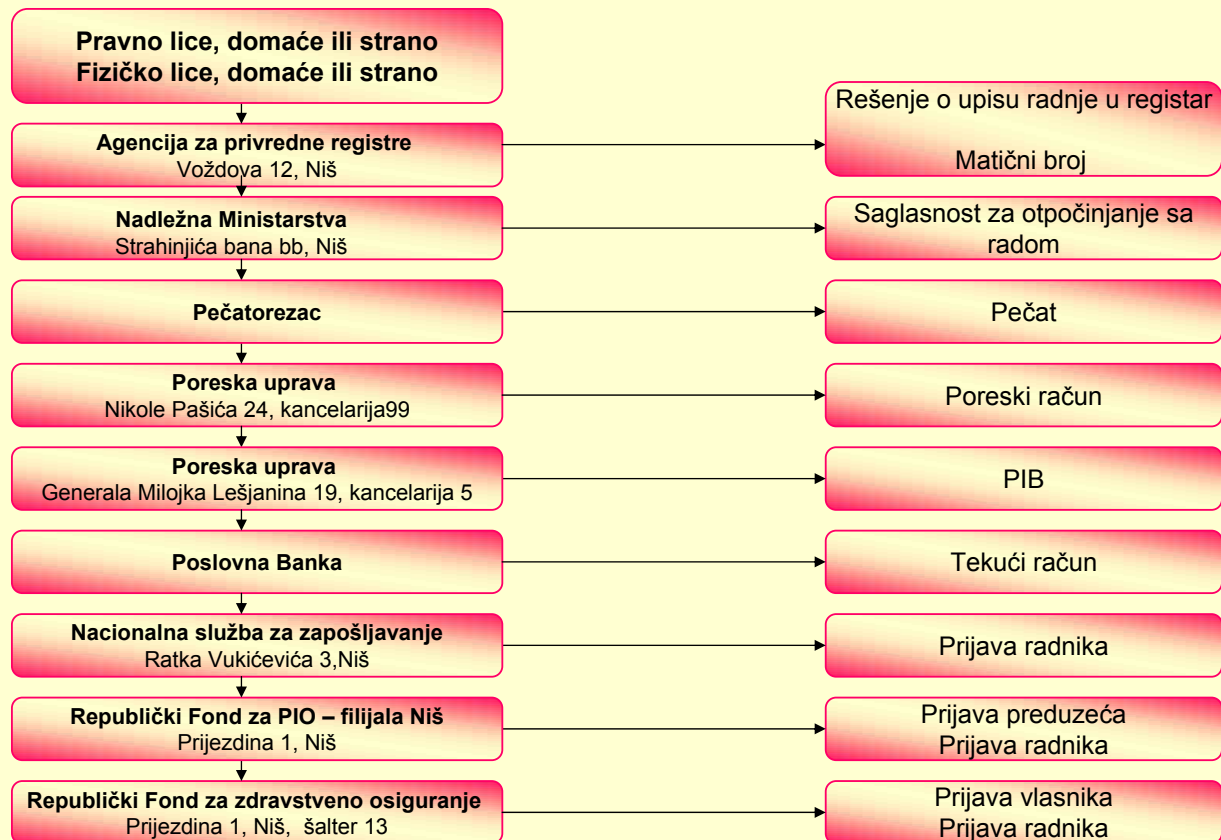 Pravno lice, domaće ili strano
Fizičko lice, domaće ili strano
Agencija za privredne registre
Voždova 12, Niš
Rešenje o upisu radnje u registar
Matični broj
Nadležna Ministarstva
Strahinjića bana bb, Niš
Saglasnost za otpočinjanje sa
radom
Pečatorezac
Pečat
Poreska uprava
Nikole Pašića 24, kancelarija99
Poreski račun
Poreska uprava
Generala Milojka Lešjanina 19, kancelarija 5
PIB
Poslovna Banka
Tekući račun
Nacionalna služba za zapošljavanje
Ratka Vukićevića 3,Niš
Prijava radnika
Republički Fond za PIO – filijala Niš
Prijezdina 1, Niš
Prijava preduzeća
Prijava radnika
Republički Fond za zdravstveno osiguranje
Prijezdina 1, Niš, šalter 13
Prijava vlasnika
Prijava radnika